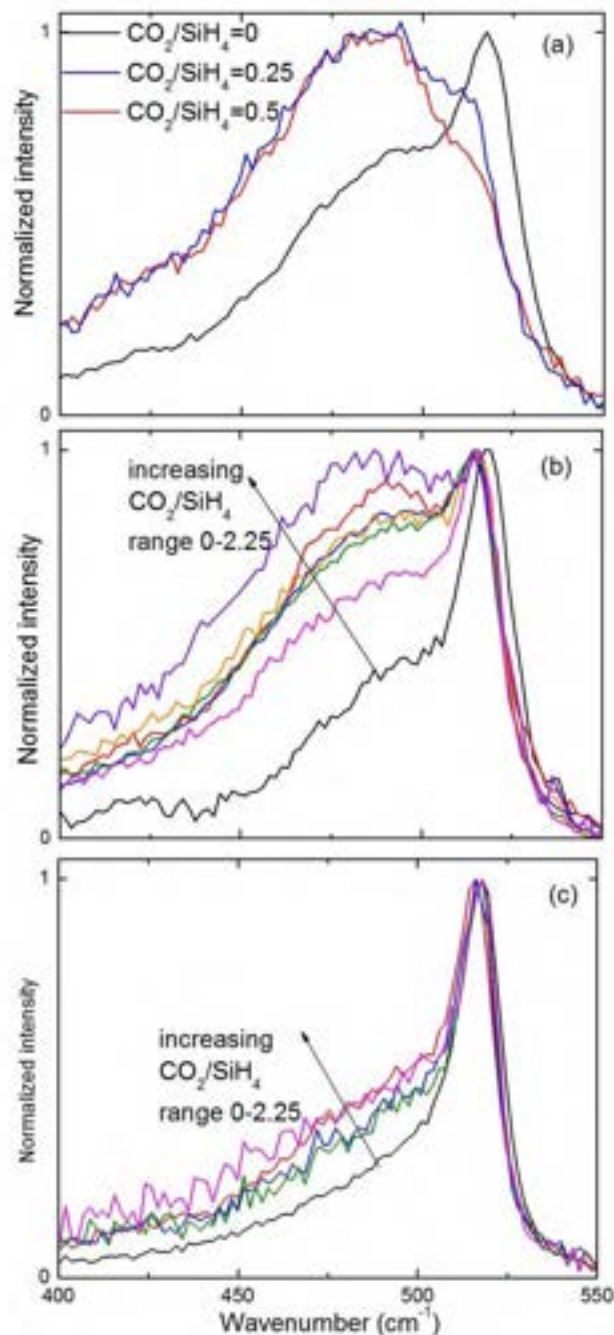 1
CO₂/SiH₄=0
(a)
CO₂/SiH₄=0.25
CO₂/SiH₄=0.5
Normalized intensity
0
1
(b)
increasing
CO₂/SiH₄
range 0-2.25
Normalized intensity
0
1
(c)
increasing
CO₂/SiH₄
range 0-2.25
Normalized intensity
0
400 450 500 550
Wavenumber (cm⁻¹)